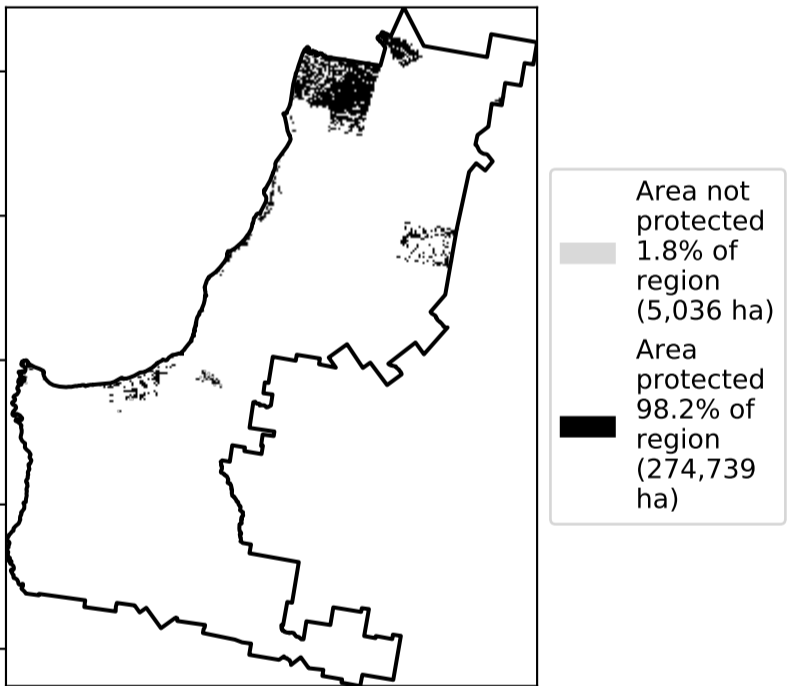 Area not
protected
1.8% of
region
(5,036 ha)
Area
protected
98.2% of
region
(274,739
ha)